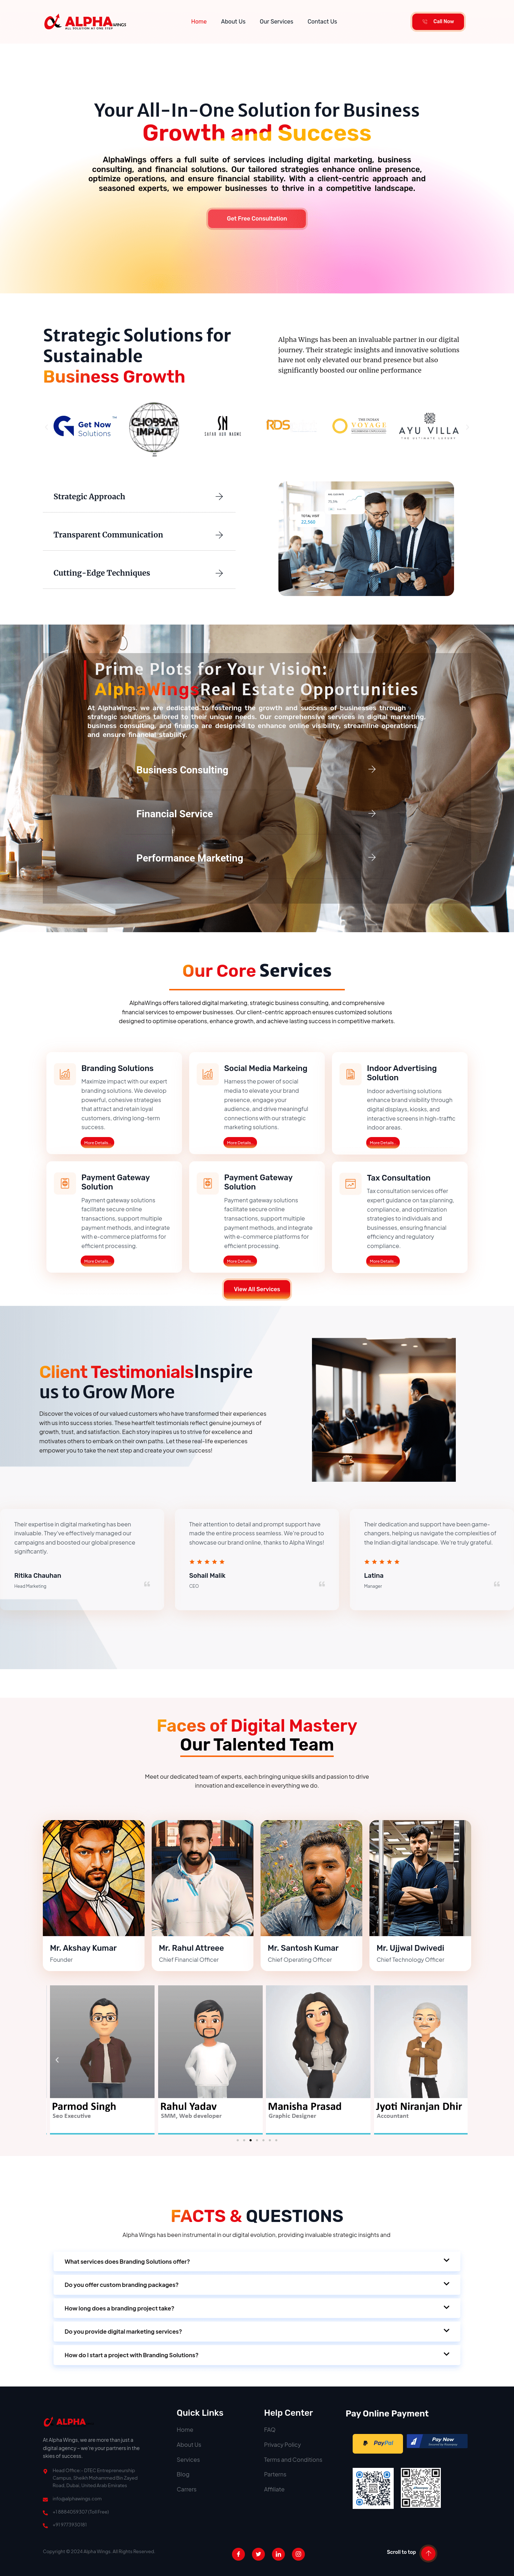 ALPHA WINGS
ALL SOLUTION AT ONE STEP
Home
About Us
Our Services
Contact Us
Call Now
Your All-In-One Solution for Business
Growth and Success
AlphaWings offers a full suite of services including digital marketing, business
consulting, and financial solutions. Our tailored strategies enhance online presence,
optimize operations, and ensure financial stability. With a client-centric approach and
seasoned experts, we empower businesses to thrive in a competitive landscape.
Get Free Consultation
Strategic Solutions for
Sustainable
Business Growth
Alpha Wings has been an invaluable partner in our digital
journey. Their strategic insights and innovative solutions
have not only elevated our brand presence but also
significantly boosted our online performance
Get Now
Solutions
TM
CHOBBAR
IMPACT
SN
SAFAR AUR NAGME
RDS
THE INDIAN
VOYAGE
AYU VILLA
THE ULTIMATE LUXURY
Strategic Approach
Transparent Communication
Cutting-Edge Techniques
TOTAL VISIT
22,560
Prime Plots for Your Vision:
AlphaWingsReal Estate Opportunities
At AlphaWings, we are dedicated to fostering the growth and success of businesses through
strategic solutions tailored to their unique needs. Our comprehensive services in digital marketing,
business consulting, and finance are designed to enhance online visibility, streamline operations,
and ensure financial stability.
Business Consulting
Financial Service
Performance Marketing
Our Core Services
AlphaWings offers tailored digital marketing, strategic business consulting, and comprehensive
financial services to empower businesses. Our client-centric approach ensures customized solutions
designed to optimise operations, enhance growth, and achieve lasting success in competitive markets.
Branding Solutions
Maximize impact with our expert
branding solutions. We develop
powerful, cohesive strategies
that attract and retain loyal
customers, driving long-term
success.
More Details..
Social Media Markeing
Harness the power of social
media to elevate your brand
presence, engage your
audience, and drive meaningful
connections with our strategic
marketing solutions.
More Details..
Indoor Advertising
Solution
Indoor advertising solutions
enhance brand visibility through
digital displays, kiosks, and
interactive screens in high-traffic
indoor areas.
More Details..
Payment Gateway
Solution
Payment gateway solutions
facilitate secure online
transactions, support multiple
payment methods, and integrate
with e-commerce platforms for
efficient processing.
More Details..
Payment Gateway
Solution
Payment gateway solutions
facilitate secure online
transactions, support multiple
payment methods, and integrate
with e-commerce platforms for
efficient processing.
More Details..
Tax Consultation
Tax consultation services offer
expert guidance on tax planning,
compliance, and optimization
strategies to individuals and
businesses, ensuring financial
efficiency and regulatory
compliance.
More Details..
View All Services
Client TestimonialsInspire
us to Grow More
Discover the voices of our valued customers who have transformed their experiences
with us into success stories. These heartfelt testimonials reflect genuine journeys of
growth, trust, and satisfaction. Each story inspires us to strive for excellence and
motivates others to embark on their own paths. Let these real-life experiences
empower you to take the next step and create your own success!
Their expertise in digital marketing has been
invaluable. They've effectively managed our
campaigns and boosted our global presence
significantly.
Ritika Chauhan
Head Marketing
Their attention to detail and prompt support have
made the entire process seamless. We're proud to
showcase our brand online, thanks to Alpha Wings!
Sohail Malik
CEO
Their dedication and support have been game-
changers, helping us navigate the complexities of
the Indian digital landscape. We're truly grateful.
Latina
Manager
Faces of Digital Mastery
Our Talented Team
Meet our dedicated team of experts, each bringing unique skills and passion to drive
innovation and excellence in everything we do.
Mr. Akshay Kumar
Founder
Mr. Rahul Attreee
Chief Financial Officer
Mr. Santosh Kumar
Chief Operating Officer
Mr. Ujjwal Dwivedi
Chief Technology Officer
Parmod Singh
Seo Executive
Rahul Yadav
SMM, Web developer
Manisha Prasad
Graphic Designer
Jyoti Niranjan Dhir
Accountant
FACTS & QUESTIONS
Alpha Wings has been instrumental in our digital evolution, providing invaluable strategic insights and
What services does Branding Solutions offer?
Do you offer custom branding packages?
How long does a branding project take?
Do you provide digital marketing services?
How do I start a project with Branding Solutions?
ALPHA
At Alpha Wings, we are more than just a
digital agency – we're your partners in the
skies of success.
Head Office:- DTEC Entrepreneurship
Campus, Sheikh Mohammed Bin Zayed
Road, Dubai, United Arab Emirates
info@alphawings.com
Quick Links
Home
About Us
Services
Blog
Carrers
Help Center
FAQ
Privacy Policy
Terms and Conditions
Partenrs
Affiliate
Pay Online Payment
PayPal
Pay Now
Copyright © 2024 Alpha Wings. All Rights Reserved.
Scroll to top